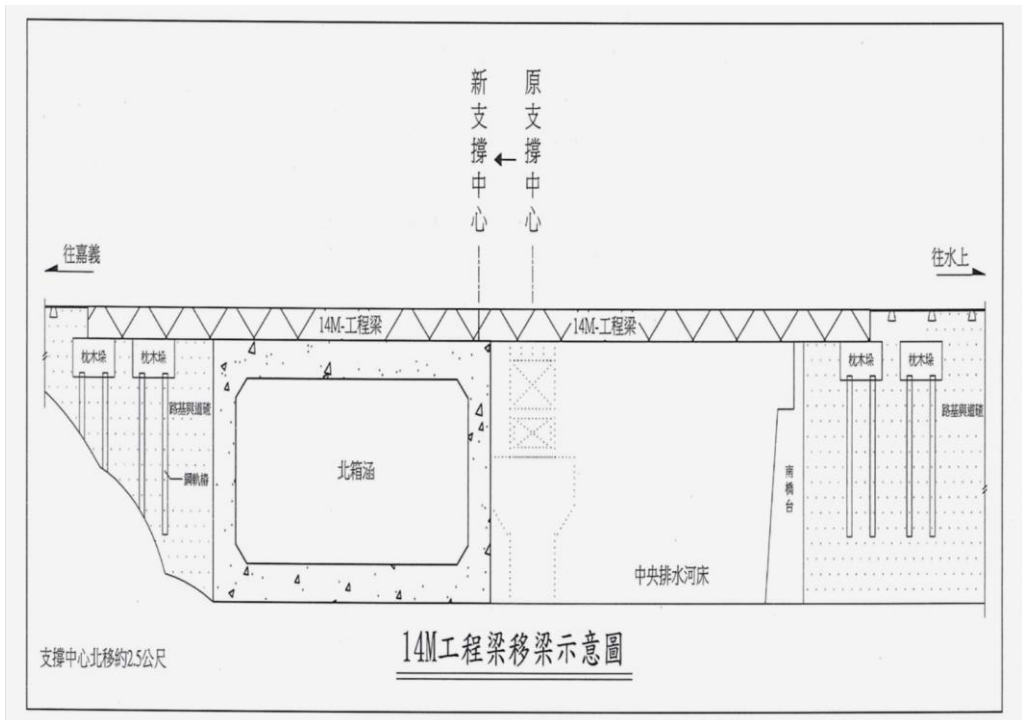 新支撐中心
原支撐中心
往嘉義
往水上
14M-工程梁
14M-工程梁
枕木垛
枕木垛
枕木垛
枕木垛
路基與道碴
路基與道碴
鋼軌樁
北箱涵
南橋台
中央排水河床
14M工程梁移梁示意圖
支撐中心北移約2.5公尺